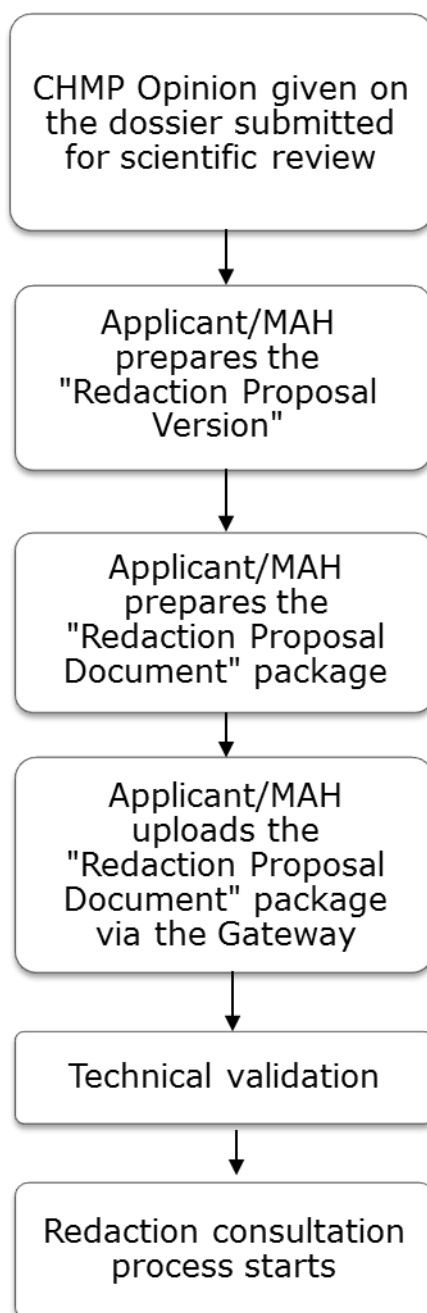 CHMP Opinion given on
the dossier submitted
for scientific review
Applicant/MAH
prepares the
"Redaction Proposal
Version"
Applicant/MAH
prepares the
"Redaction Proposal
Document" package
Applicant/MAH
uploads the
"Redaction Proposal
Document" package
via the Gateway
Technical validation
Redaction consultation
process starts